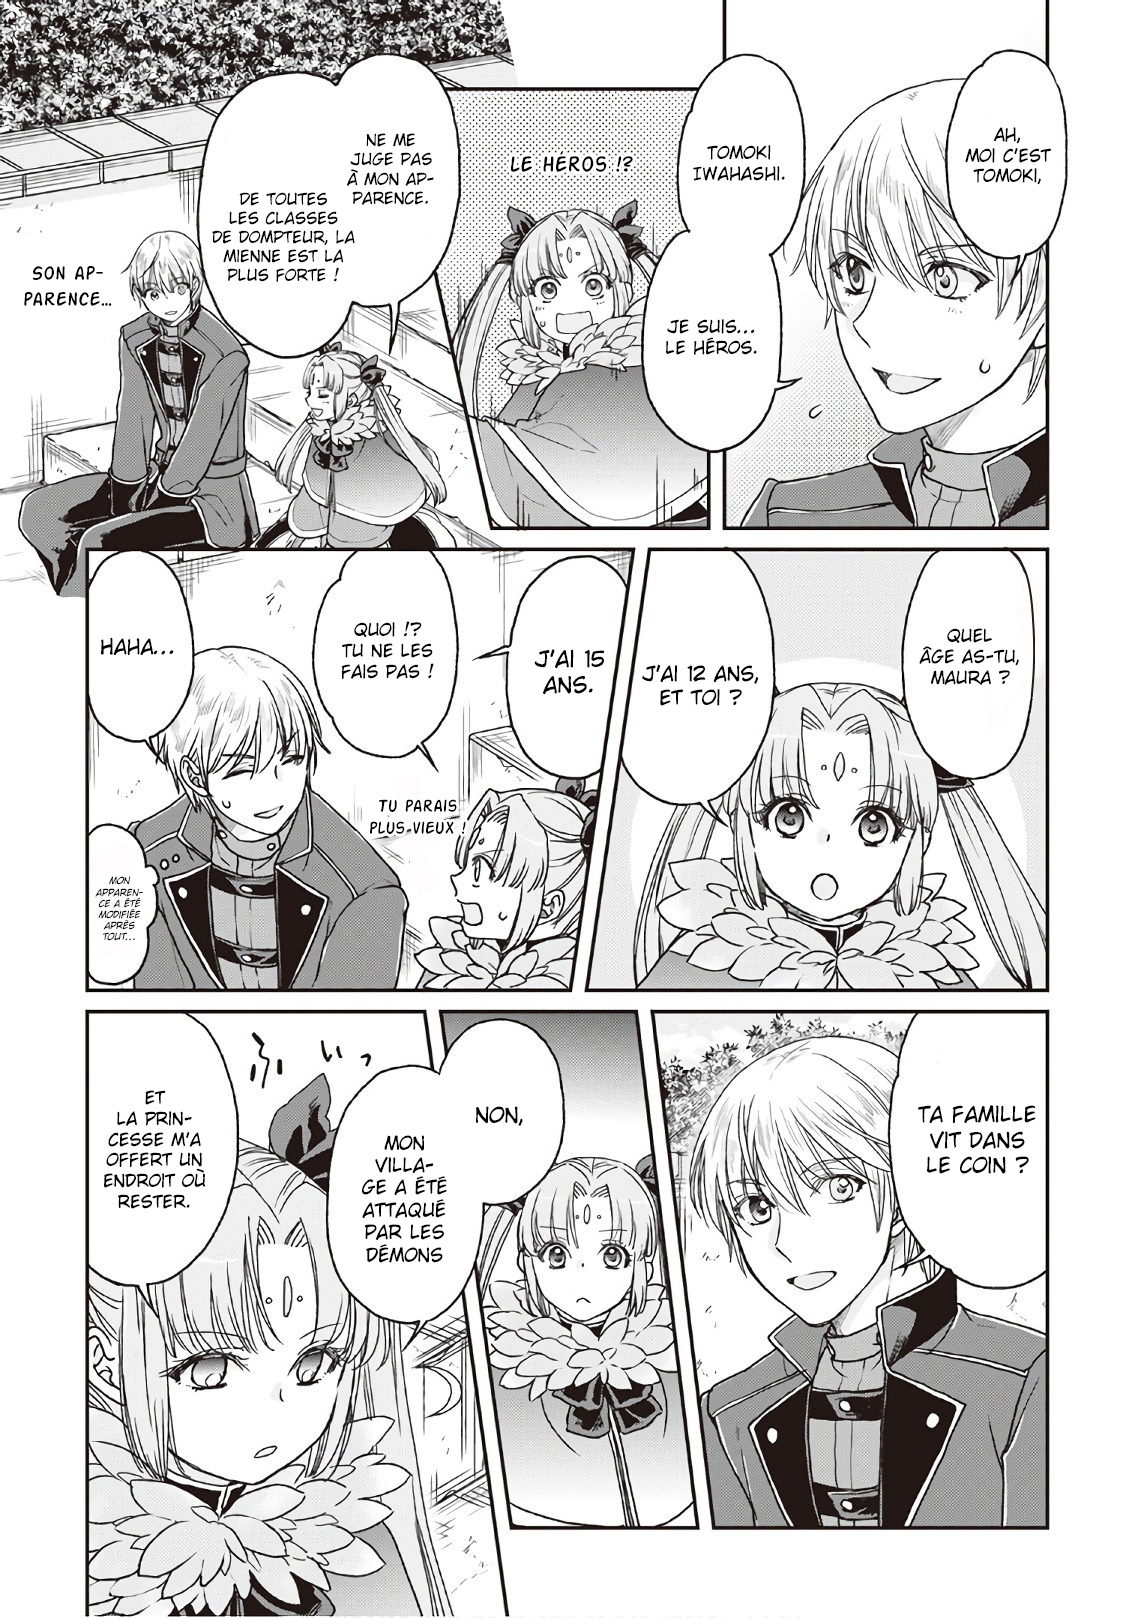 AH,
MOI C'EST
TOMOKI,
TOMOKI
IWAHASHI.
JE SUIS...
LE HÉROS.
LE HÉROS !?
NE ME
JUGE PAS
À MON AP-
PARENCE.
DE TOUTES
LES CLASSES
DE DOMPTEUR, LA
MIENNE EST LA
PLUS FORTE !
SON AP-
PARENCE...
QUEL
ÂGE AS-TU,
MAURA ?
J'AI 12 ANS,
ET TOI ?
J'AI 15
ANS.
QUOI !?
TU NE LES
FAIS PAS !
TU PARAIS
PLUS VIEUX !
HAHA...
MON
APPAREN-
CE A ÉTÉ
MODIFIÉE
APRÈS
TOUT...
TA FAMILLE
VIT DANS
LE COIN ?
NON,
MON
VILLA-
GE A ÉTÉ
ATTAQUÉ
PAR LES
DÉMONS
ふいっ
ET
LA PRIN-
CESSE M'A
OFFERT UN
ENDROIT OÙ
RESTER.